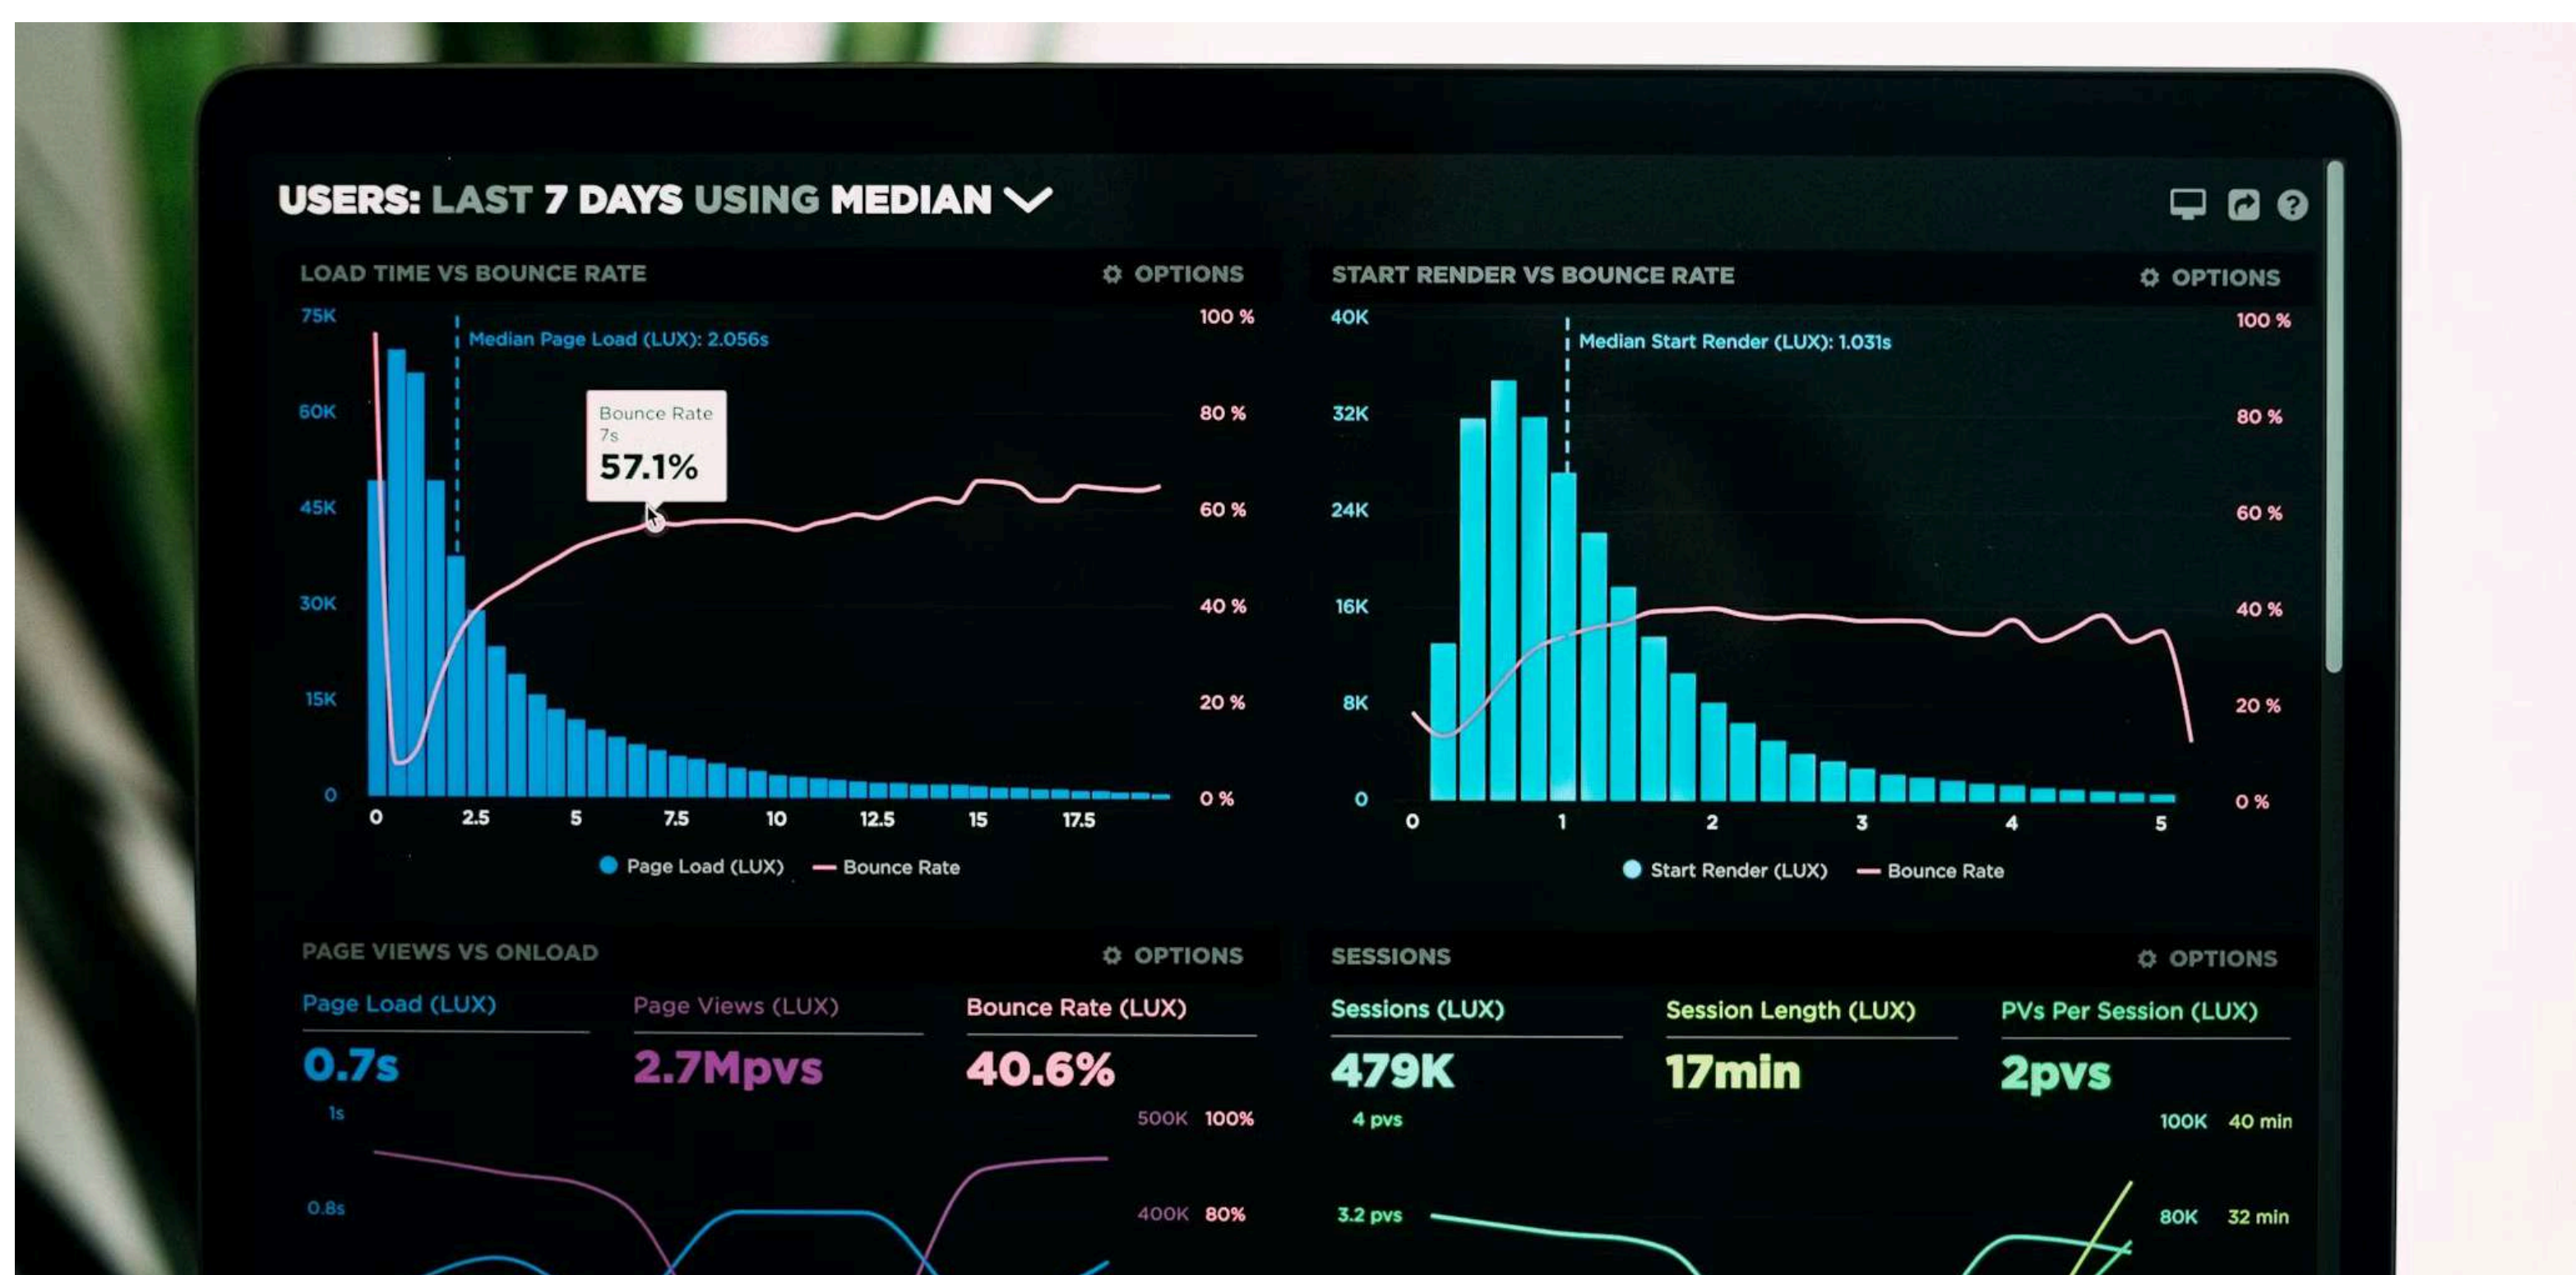 USERS: LAST 7 DAYS USING MEDIAN
LOAD TIME VS BOUNCE RATE
OPTIONS
75K
60K
45K
30K
15K
0
Median Page Load (LUX): 2.056s
Bounce Rate
7s
57.1%
100 %
80 %
60 %
40 %
20 %
0 %
0 2.5 5 7.5 10 12.5 15 17.5
Page Load (LUX) Bounce Rate
START RENDER VS BOUNCE RATE
OPTIONS
40K
32K
24K
16K
8K
0
Median Start Render (LUX): 1.031s
100 %
80 %
60 %
40 %
20 %
0 %
0 1 2 3 4 5
Start Render (LUX) Bounce Rate
PAGE VIEWS VS ONLOAD
OPTIONS
Page Load (LUX) Page Views (LUX) Bounce Rate (LUX)
0.7s 2.7Mpvs 40.6%
1s 500K 100%
0.8s 400K 80%
SESSIONS
OPTIONS
Sessions (LUX) Session Length (LUX) PVs Per Session (LUX)
479K 17min 2pvs
4 pvs 100K 40 min
3.2 pvs 80K 32 min